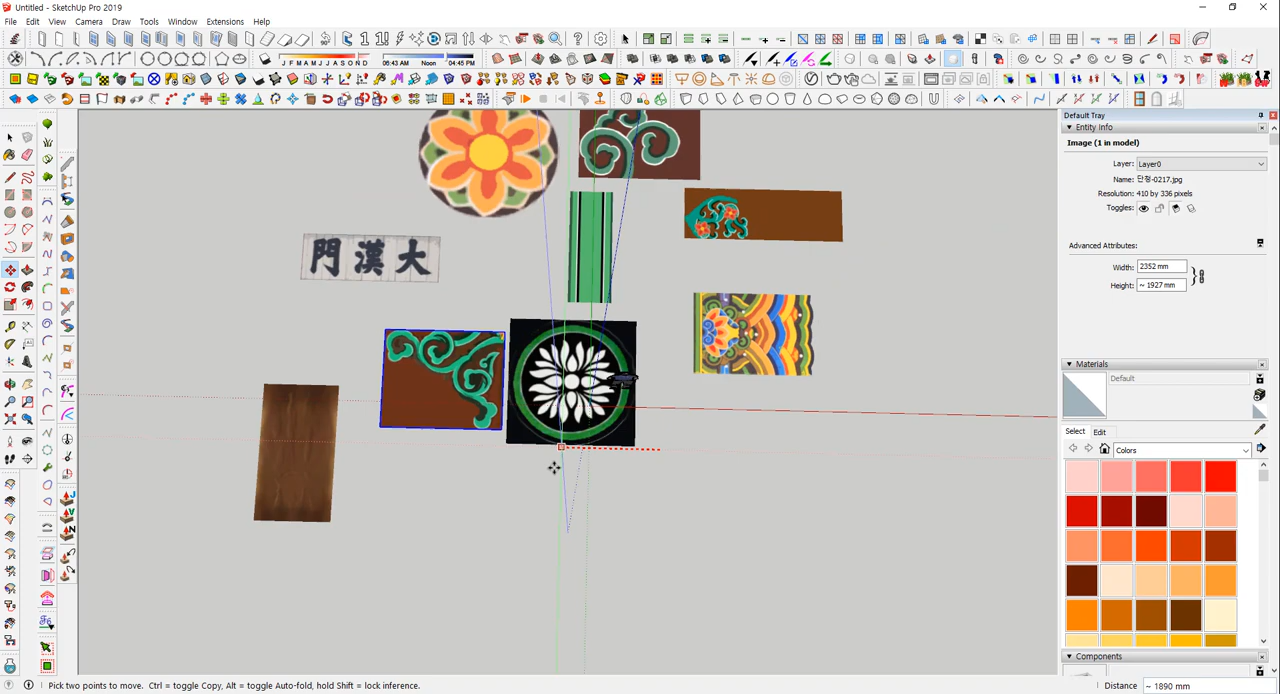 Untitled - SketchUp Pro 2019
File Edit View Camera Draw Tools Window Extensions Help
J F M A M J J A S O N D 06:43 AM Noon 04:45 PM
Default Tray
Entity Info
Image (1 in model)
Layer: Layer0
Name: 단청-0217.jpg
Resolution: 410 by 336 pixels
Toggles:
Advanced Attributes:
Width: 2352 mm
Height: ~ 1927 mm
門漢大
Materials
Default
Select Edit
Colors
Components
Pick two points to move. Ctrl = toggle Copy, Alt = toggle Auto-fold, hold Shift = lock inference.
Distance ~ 1890 mm